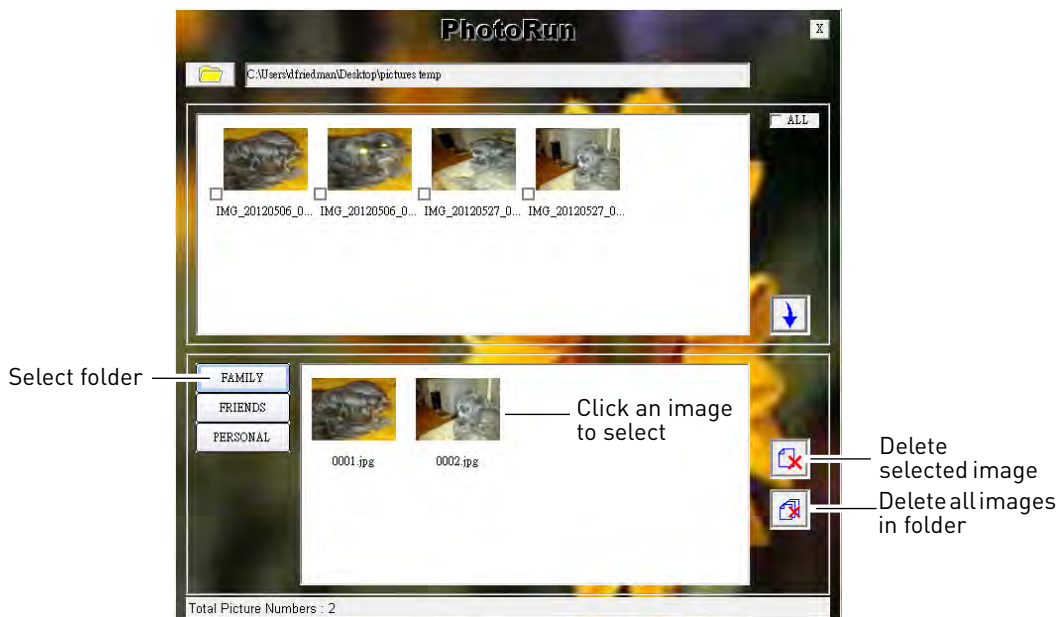 PhotoRun
X
C:\Users\dfriedman\Desktop\pictures temp
ALL
IMG_20120506_0... IMG_20120506_0... IMG_20120527_0... IMG_20120527_0...
Select folder
FAMILY
FRIENDS
PERSONAL
Click an image
to select
0001.jpg 0002.jpg
Delete
selected image
Delete all images
in folder
Total Picture Numbers : 2